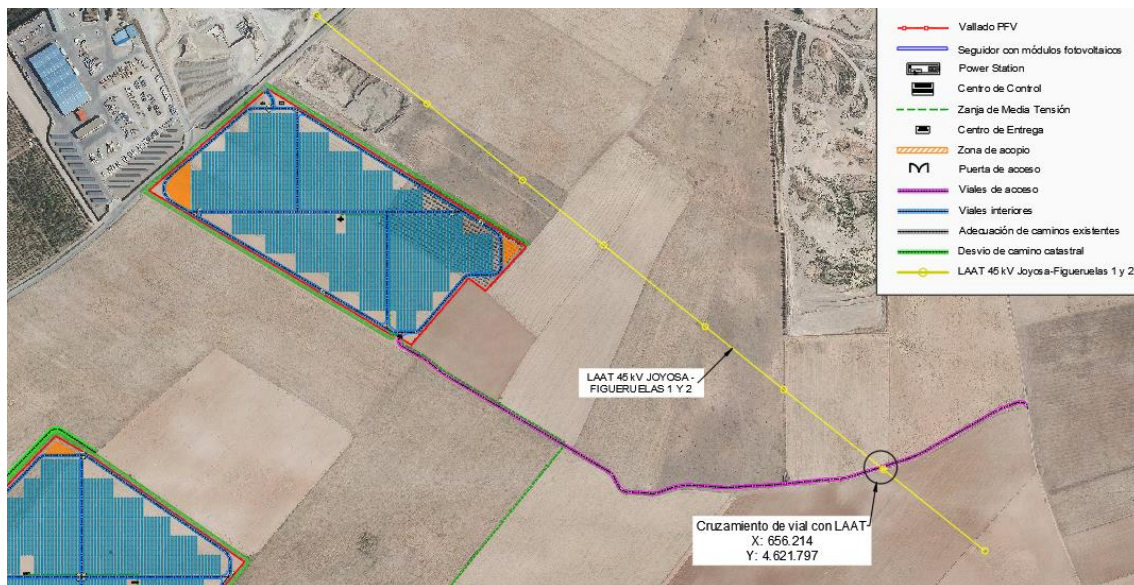 Vallado PFV
Seguidor con módulos fotovoltaicos
Power Station
Centro de Control
Zanja de Media Tensión
Centro de Entrega
Zona de acopio
Puerta de acceso
Viales de acceso
Viales interiores
Adecuación de caminos existentes
Desvío de camino catastral
LAAT 45 kV Joyosa-Figueruelas 1 y 2
LAAT 45 kV JOYOSA -
FIGUERUELAS 1 Y 2
Cruzamiento de vial con LAAT
X: 656.214
Y: 4.621.797